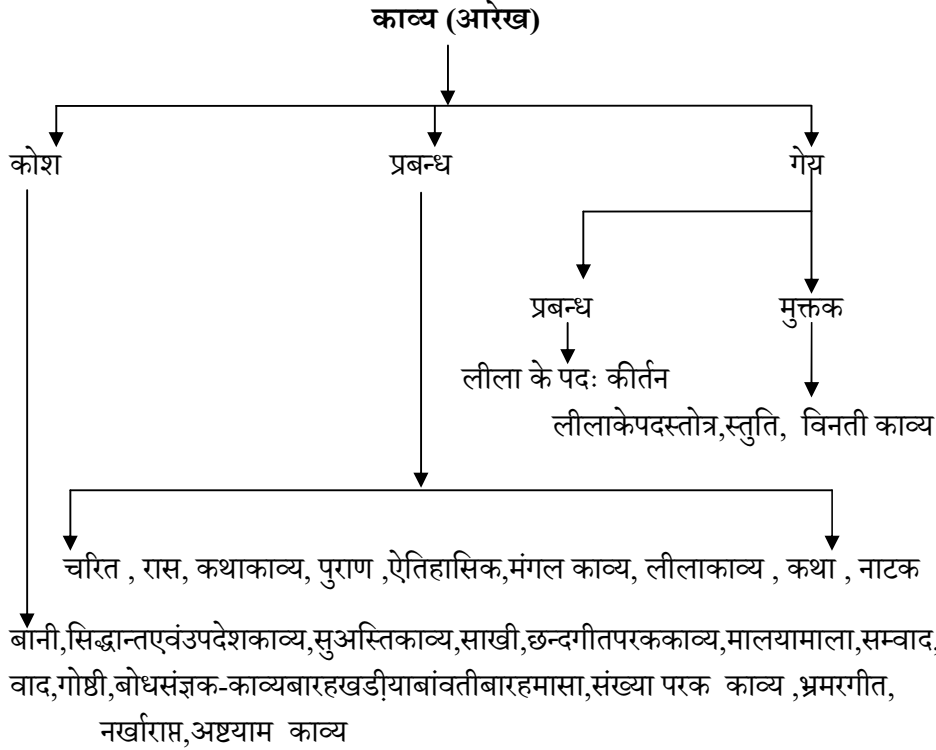 काव्य (आरेख)
कोश प्रबन्ध गेय
प्रबन्ध मुक्तक
लीला के पदः कीर्तन
लीलाकेपदस्तोत्र,स्तुति, विनती काव्य
चरित , रास, कथाकाव्य, पुराण ,ऐतिहासिक,मंगल काव्य, लीलाकाव्य , कथा , नाटक
बानी,सिद्धान्तएवंउपदेशकाव्य,सुअस्तिकाव्य,साखी,छन्दगीतपरककाव्य,मालयामाला,सम्वाद,
वाद,गोष्ठी,बोधसंज्ञक-काव्यबारहखडी़याबांवतीबारहमासा,संख्या परक काव्य ,भ्रमरगीत,
नर्खाराप्त,अष्टयाम काव्य